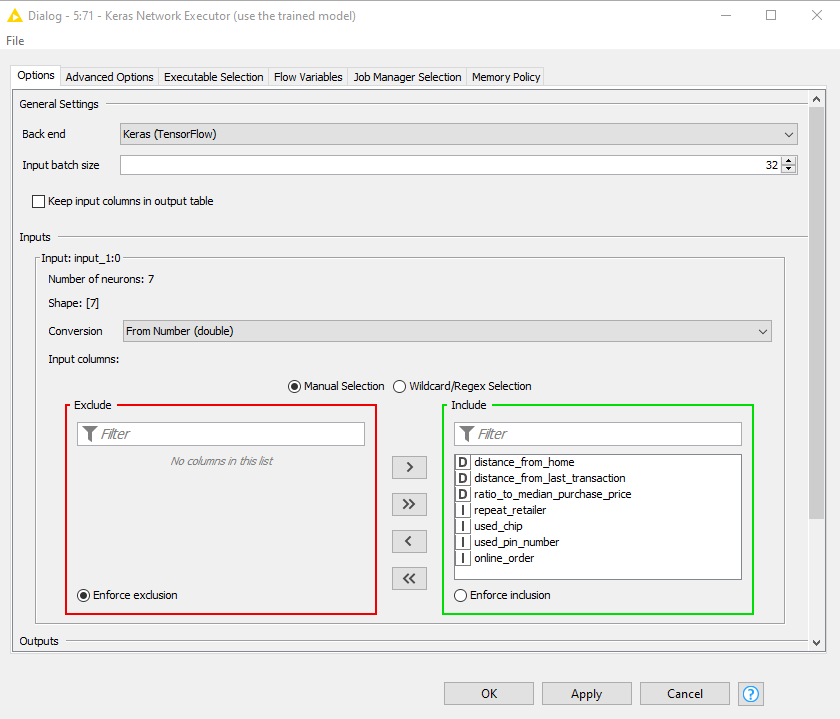 Dialog - 5:71 - Keras Network Executor (use the trained model)
File
Options Advanced Options Executable Selection Flow Variables Job Manager Selection Memory Policy
General Settings
Back end Keras (TensorFlow)
Input batch size 32
Keep input columns in output table
Inputs
Input: input_1:0
Number of neurons: 7
Shape: [7]
Conversion From Number (double)
Input columns:
Manual Selection Wildcard/Regex Selection
Exclude
Filter
No columns in this list
Enforce exclusion
>
>>
<
<<
Include
Filter
D distance_from_home
D distance_from_last_transaction
D ratio_to_median_purchase_price
I repeat_retailer
I used_chip
I used_pin_number
I online_order
Enforce inclusion
Outputs
OK Apply Cancel ?